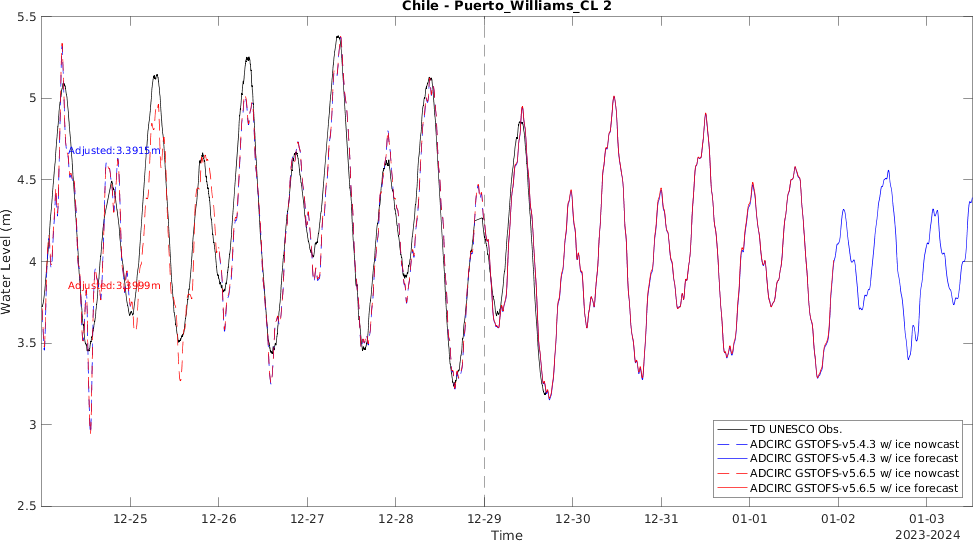 Chile - Puerto_Williams_CL 2
5.5
5
4.5
4
3.5
3
2.5
Water Level (m)
Adjusted:3.3915m
Adjusted:3.3999m
TD UNESCO Obs.
ADCIRC GSTOFS-v5.4.3 w/ ice nowcast
ADCIRC GSTOFS-v5.4.3 w/ ice forecast
ADCIRC GSTOFS-v5.6.5 w/ ice nowcast
ADCIRC GSTOFS-v5.6.5 w/ ice forecast
12-25 12-26 12-27 12-28 12-29 12-30 12-31 01-01 01-02 01-03
Time
2023-2024